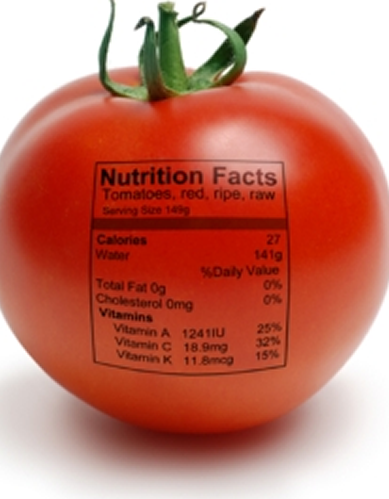 Nutrition Facts
Tomatoes, red, ripe, raw
Serving Size 149g
Calories 27
Water 141g
%Daily Value
Total Fat 0g 0%
Cholesterol 0mg 0%
Vitamins
Vitamin A 1241IU 25%
Vitamin C 18.9mg 32%
Vitamin K 11.8mcg 15%